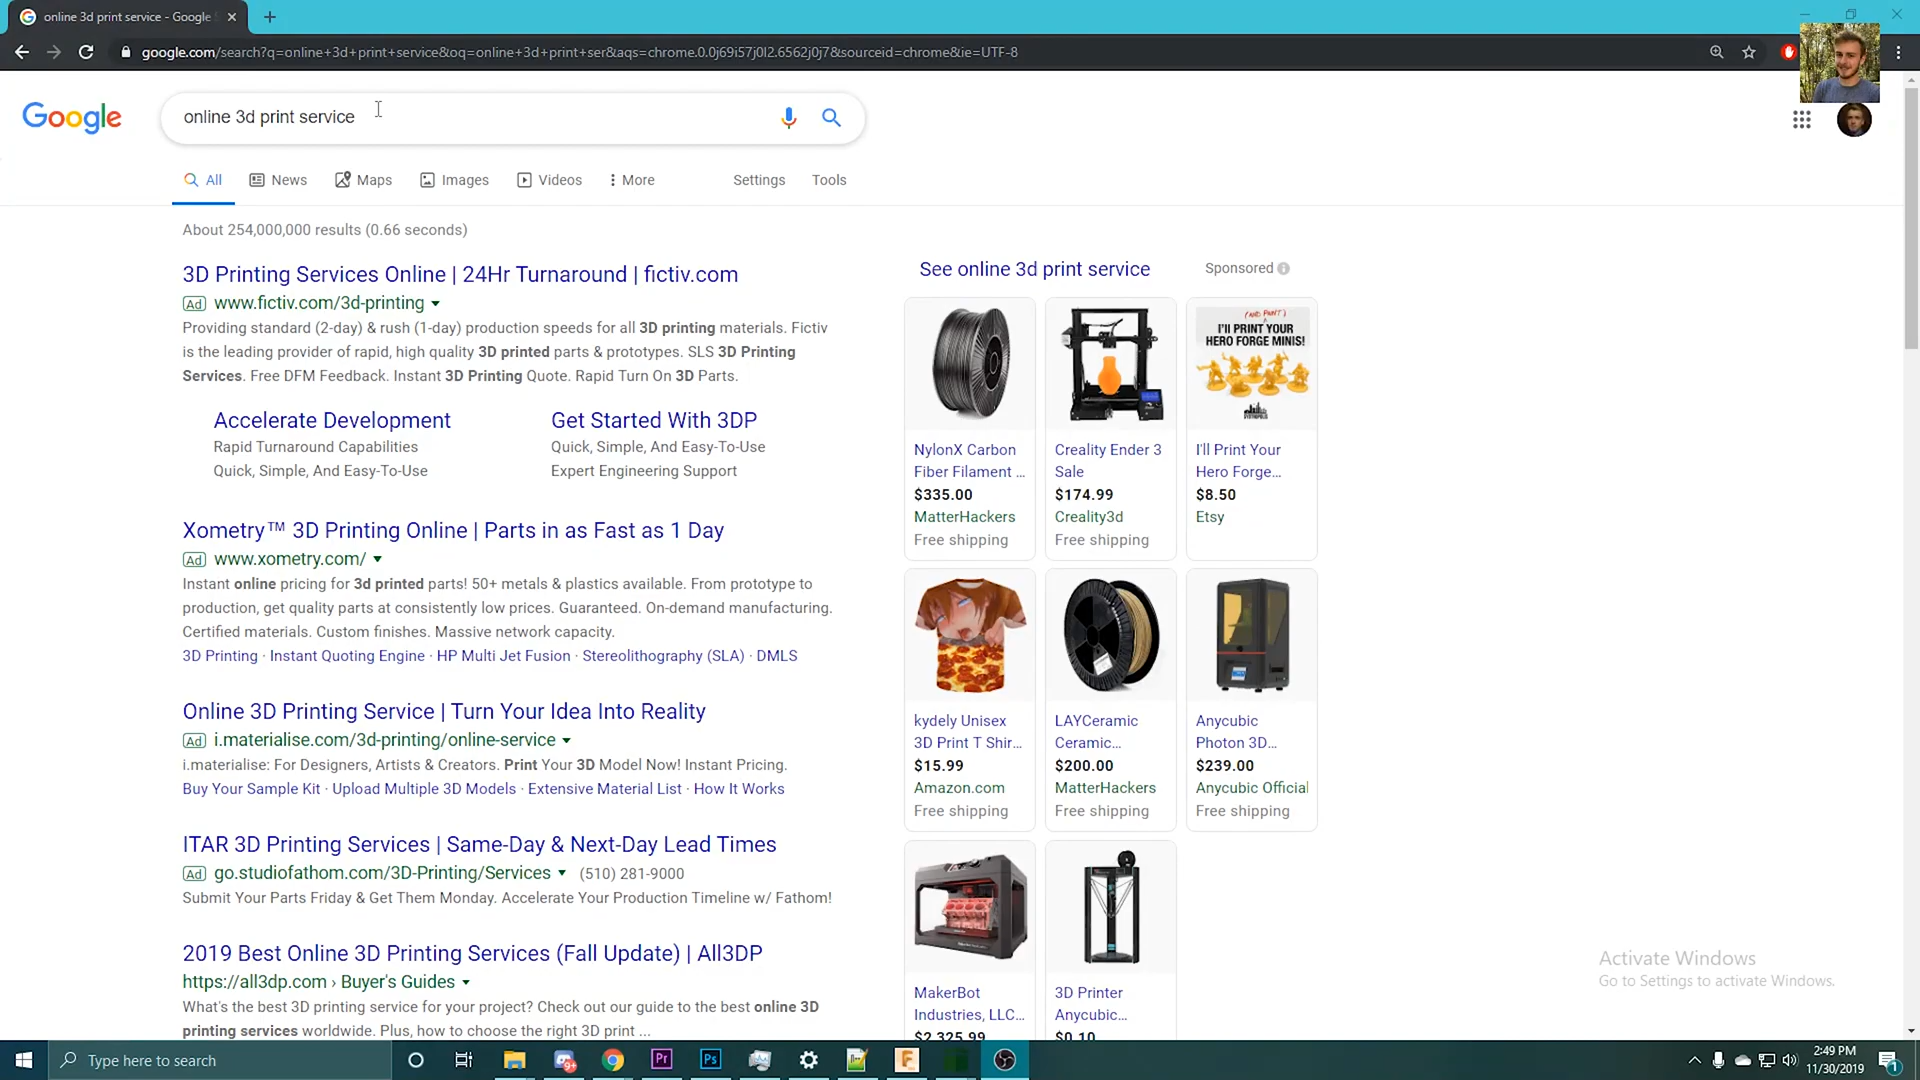 online 3d print service - Google
google.com/search?q=online+3d+print+service&oq=online+3d+print+ser&aqs=chrome.0.0j69i57j0l2.6562j0j7&sourceid=chrome&ie=UTF-8
Google
online 3d print service
All
News
Maps
Images
Videos
More
Settings
Tools
About 254,000,000 results (0.66 seconds)
3D Printing Services Online | 24Hr Turnaround | fictiv.com
Ad www.fictiv.com/3d-printing
Providing standard (2-day) & rush (1-day) production speeds for all 3D printing materials. Fictiv
is the leading provider of rapid, high quality 3D printed parts & prototypes. SLS 3D Printing
Services. Free DFM Feedback. Instant 3D Printing Quote. Rapid Turn On 3D Parts.
Accelerate Development
Rapid Turnaround Capabilities
Quick, Simple, And Easy-To-Use
Get Started With 3DP
Quick, Simple, And Easy-To-Use
Expert Engineering Support
Xometry™ 3D Printing Online | Parts in as Fast as 1 Day
Ad www.xometry.com/
Instant online pricing for 3d printed parts! 50+ metals & plastics available. From prototype to
production, get quality parts at consistently low prices. Guaranteed. On-demand manufacturing.
Certified materials. Custom finishes. Massive network capacity.
3D Printing · Instant Quoting Engine · HP Multi Jet Fusion · Stereolithography (SLA) · DMLS
Online 3D Printing Service | Turn Your Idea Into Reality
Ad i.materialise.com/3d-printing/online-service
i.materialise: For Designers, Artists & Creators. Print Your 3D Model Now! Instant Pricing.
Buy Your Sample Kit · Upload Multiple 3D Models · Extensive Material List · How It Works
ITAR 3D Printing Services | Same-Day & Next-Day Lead Times
Ad go.studiofathom.com/3D-Printing/Services (510) 281-9000
Submit Your Parts Friday & Get Them Monday. Accelerate Your Production Timeline w/ Fathom!
2019 Best Online 3D Printing Services (Fall Update) | All3DP
https://all3dp.com › Buyer's Guides
What's the best 3D printing service for your project? Check out our guide to the best online 3D
printing services worldwide. Plus, how to choose the right 3D print ...
See online 3d print service
Sponsored
NylonX Carbon
Fiber Filament ...
$335.00
MatterHackers
Free shipping
Creality Ender 3
Sale
$174.99
Creality3d
Free shipping
(AND PAINT)
I'LL PRINT YOUR
HERO FORGE MINIS!
I'll Print Your
Hero Forge...
$8.50
Etsy
kydely Unisex
3D Print T Shir...
$15.99
Amazon.com
Free shipping
LAYCeramic
Ceramic...
$200.00
MatterHackers
Free shipping
Anycubic
Photon 3D...
$239.00
Anycubic Official
Free shipping
MakerBot
Industries, LLC...
$2,325.99
3D Printer
Anycubic...
$0.10
Activate Windows
Go to Settings to activate Windows.
Type here to search
Pr
Ps
2:49 PM
11/30/2019